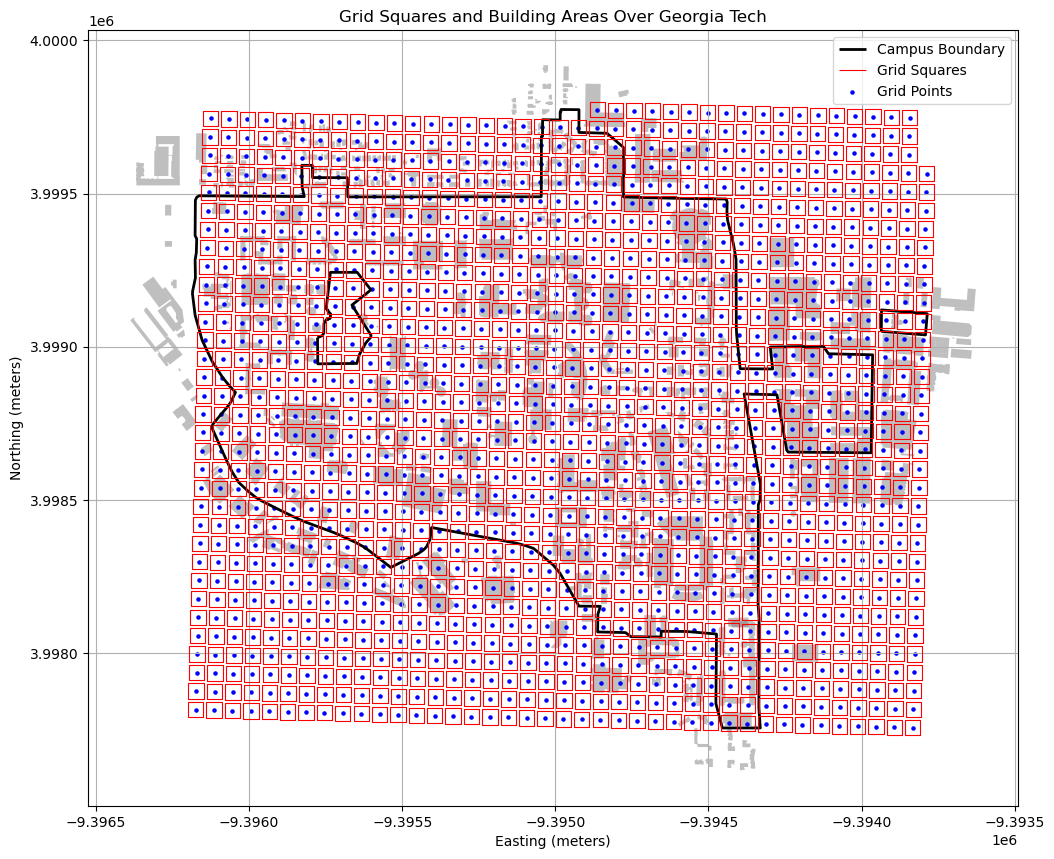 Grid Squares and Building Areas Over Georgia Tech
1e6
4.0000
3.9995
3.9990
3.9985
3.9980
Northing (meters)
Campus Boundary
Grid Squares
Grid Points
−9.3965
−9.3960
−9.3955
−9.3950
−9.3945
−9.3940
−9.3935
Easting (meters)
1e6